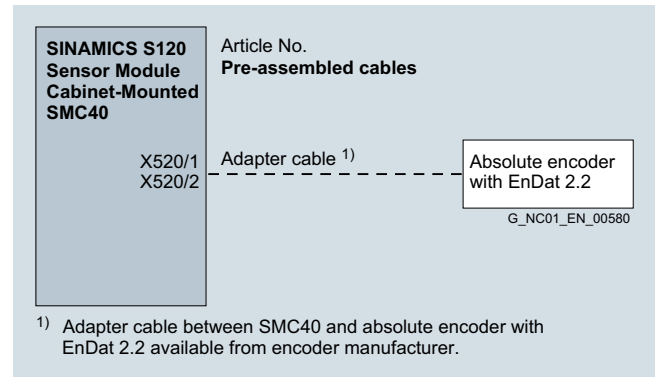 SINAMICS S120
Sensor Module
Cabinet-Mounted
SMC40
Article No.
Pre-assembled cables
X520/1
X520/2
Adapter cable 1)
Absolute encoder
with EnDat 2.2
G_NC01_EN_00580
1) Adapter cable between SMC40 and absolute encoder with
EnDat 2.2 available from encoder manufacturer.